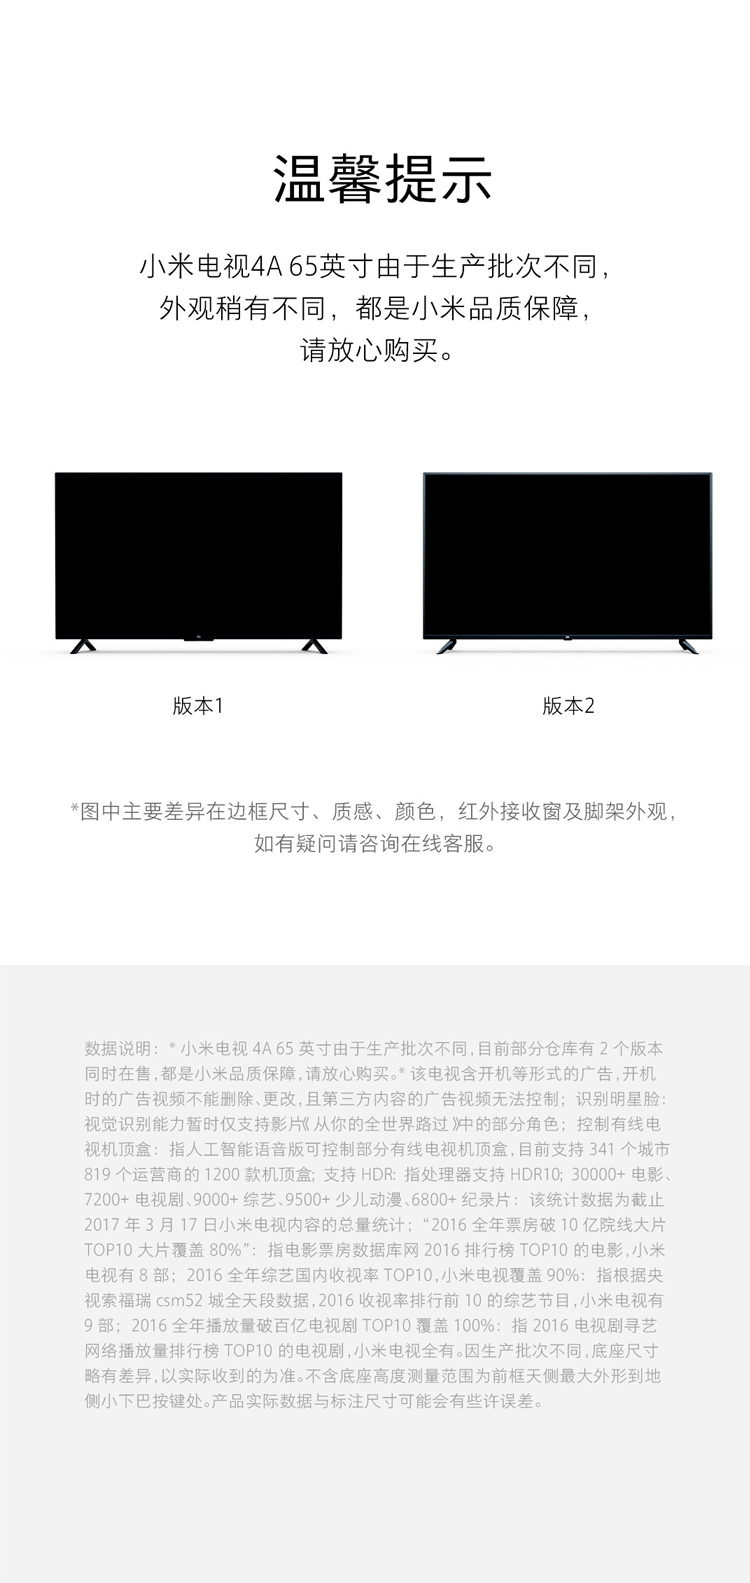 温馨提示
小米电视4A 65英寸由于生产批次不同，
外观稍有不同，都是小米品质保障，
请放心购买。
版本1
版本2
*图中主要差异在边框尺寸、质感、颜色，红外接收窗及脚架外观，
如有疑问请咨询在线客服。
数据说明：* 小米电视 4A 65 英寸由于生产批次不同,目前部分仓库有 2 个版本
同时在售,都是小米品质保障,请放心购买。* 该电视含开机等形式的广告,开机
时的广告视频不能删除、更改,且第三方内容的广告视频无法控制；识别明星脸：
视觉识别能力暂时仅支持影片《从你的全世界路过》中的部分角色；控制有线电
视机顶盒：指人工智能语音版可控制部分有线电视机顶盒,目前支持 341 个城市
819 个运营商的 1200 款机顶盒；支持 HDR：指处理器支持 HDR10；30000+ 电影、
7200+ 电视剧、9000+ 综艺、9500+ 少儿动漫、6800+ 纪录片：该统计数据为截止
2017 年 3 月 17 日小米电视内容的总量统计；“2016 全年票房破 10 亿院线大片
TOP10 大片覆盖 80%”：指电影票房数据库网 2016 排行榜 TOP10 的电影,小米
电视有 8 部；2016 全年综艺国内收视率 TOP10,小米电视覆盖 90%：指根据央
视索福瑞 csm52 城全天段数据,2016 收视率排行前 10 的综艺节目,小米电视有
9 部；2016 全年播放量破百亿电视剧 TOP10 覆盖 100%：指 2016 电视剧寻艺
网络播放量排行榜 TOP10 的电视剧,小米电视全有。因生产批次不同,底座尺寸
略有差异,以实际收到的为准。不含底座高度测量范围为前框天侧最大外形到地
侧小下巴按键处。产品实际数据与标注尺寸可能会有些许误差。